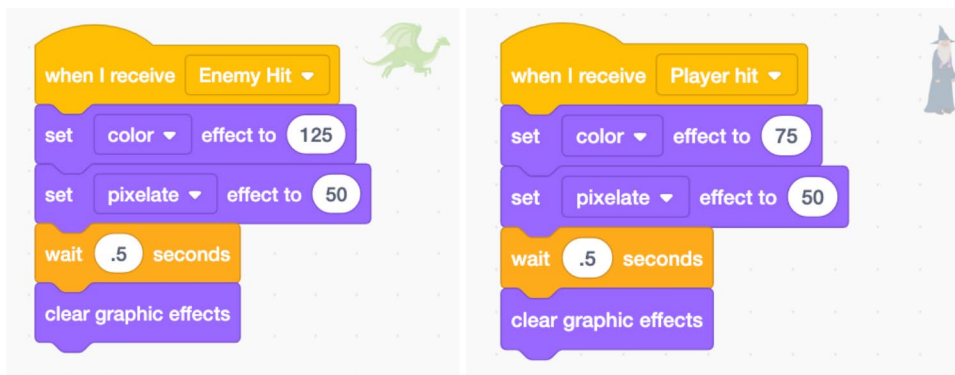 when I receive Enemy Hit
set color effect to 125
set pixelate effect to 50
wait .5 seconds
clear graphic effects
when I receive Player hit
set color effect to 75
set pixelate effect to 50
wait .5 seconds
clear graphic effects